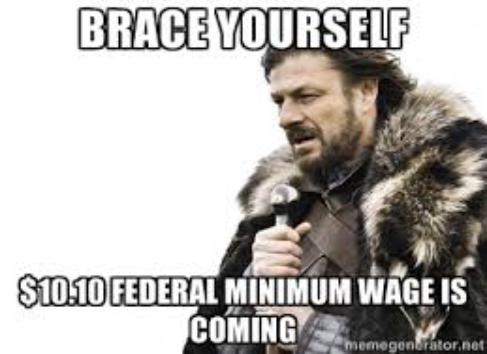 BRACE YOURSELF
$10.10 FEDERAL MINIMUM WAGE IS
COMING
memegenerator.net